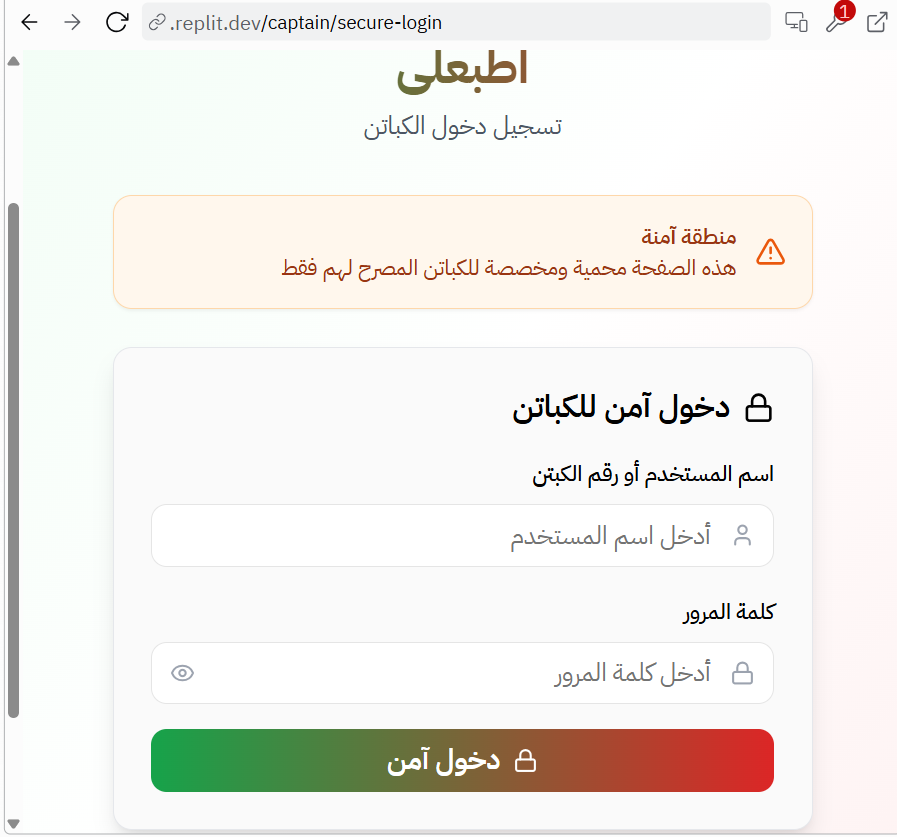 .replit.dev/captain/secure-login
1
اطبعلى
تسجيل دخول الكباتن
منطقة آمنة
هذه الصفحة محمية ومخصصة للكباتن المصرح لهم فقط
دخول آمن للكباتن
اسم المستخدم أو رقم الكبتن
أدخل اسم المستخدم
كلمة المرور
أدخل كلمة المرور
دخول آمن